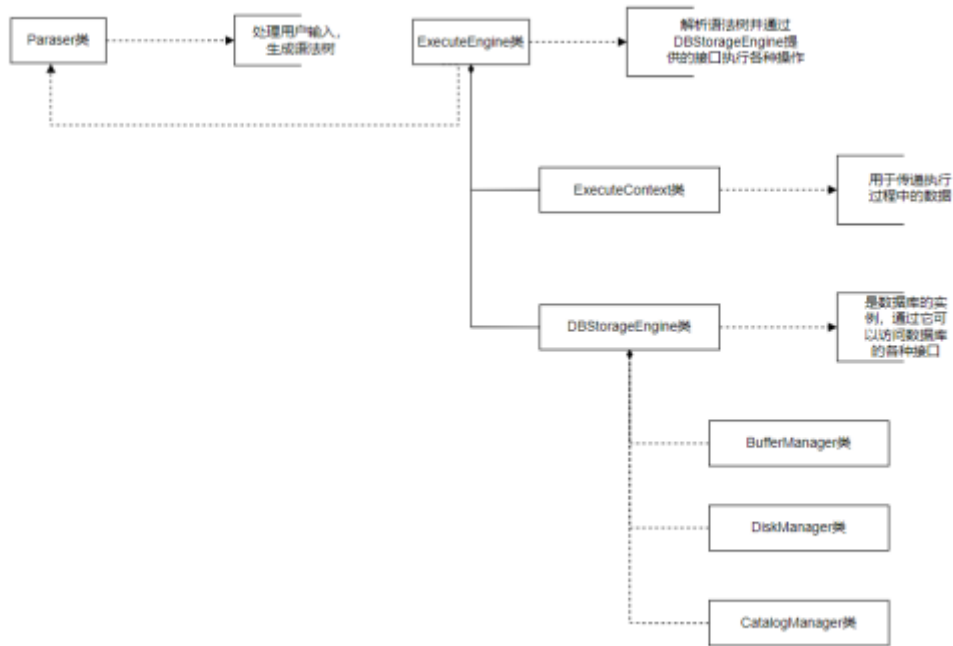 Paraser类
处理用户输入,
生成语法树
ExecuteEngine类
解析语法树并通过
DBStorageEngine提
供的接口执行各种操作
ExecuteContext类
用于传递执行
过程中的数据
DBStorageEngine类
是数据库的实
例，通过它可
以访问数据库
的各种接口
BufferManager类
DiskManager类
CatalogManager类